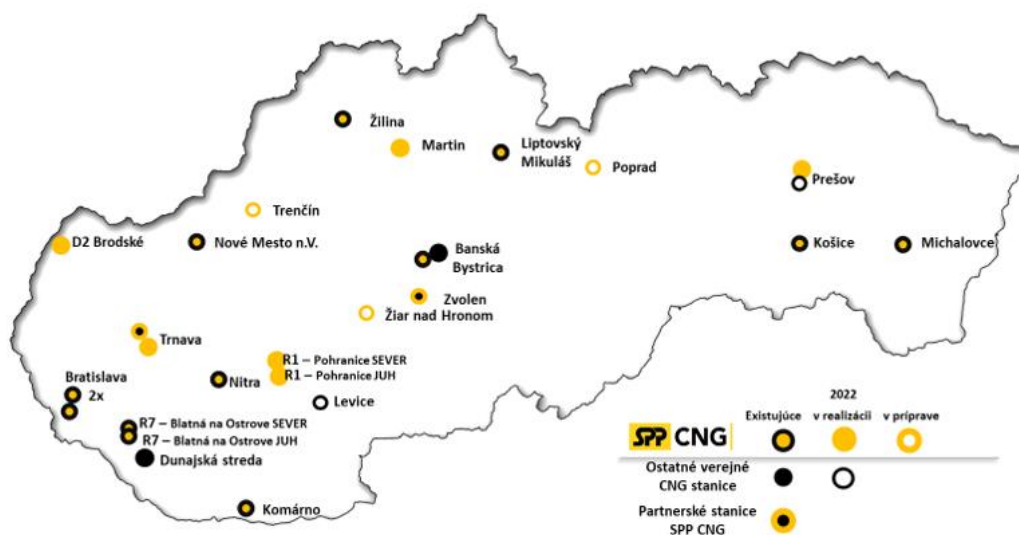 Žilina
Martin
Liptovský
Mikuláš
Poprad
Prešov
Trenčín
D2 Brodské
Nové Mesto n.V.
Banská
Bystrica
Košice
Michalovce
Zvolen
Žiar nad Hronom
Trnava
R1 – Pohranice SEVER
R1 – Pohranice JUH
Bratislava
2x
Nitra
Levice
R7 – Blatná na Ostrove SEVER
R7 – Blatná na Ostrove JUH
Dunajská streda
Komárno
2022
Existujúce v realizácii v príprave
SPP CNG
Ostatné verejné
CNG stanice
Partnerské stanice
SPP CNG